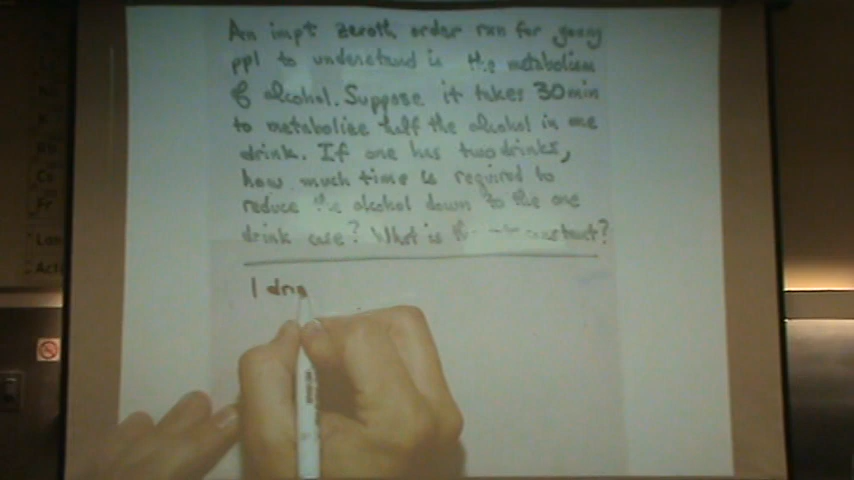 An impt zeroth order rxn for young
ppl to understand is the metabolism
of alcohol. Suppose it takes 30 min
to metabolize half the alcohol in one
drink. If one has two drinks,
how much time is required to
reduce the alcohol down to the one
drink case? What is constant?
1 drin